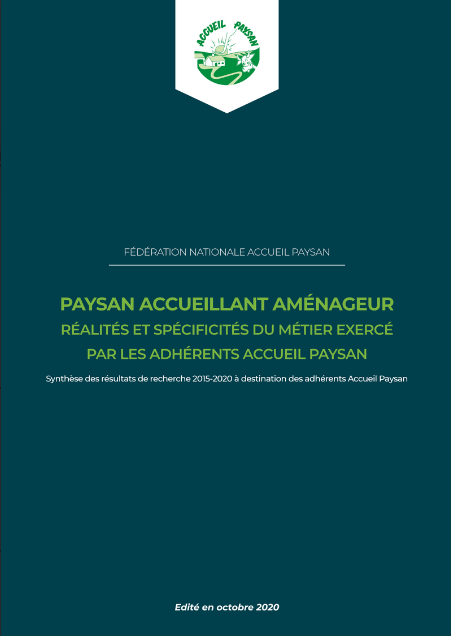 ACCUEIL PAYSAN
FÉDÉRATION NATIONALE ACCUEIL PAYSAN
PAYSAN ACCUEILLANT AMÉNAGEUR
RÉALITÉS ET SPÉCIFICITÉS DU MÉTIER EXERCÉ
PAR LES ADHÉRENTS ACCUEIL PAYSAN
Synthèse des résultats de recherche 2015-2020 à destination des adhérents Accueil Paysan
Edité en octobre 2020